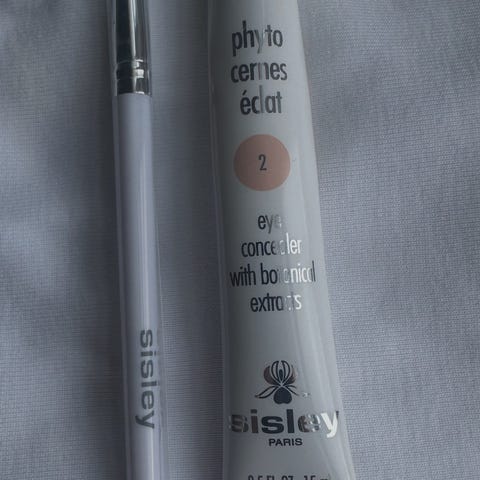 phyto
cernes
éclat
2
eye
concealer
with botanical
extracts
sisley
PARIS
sisley